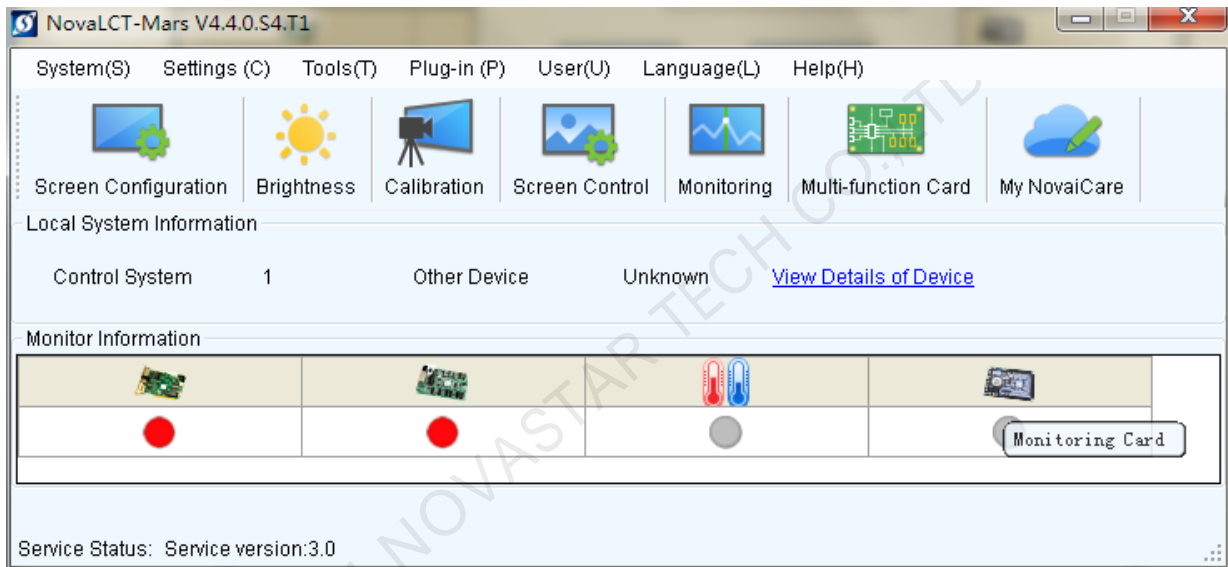 NovaLCT-Mars V4.4.0.S4.T1
System(S) Settings (C) Tools(T) Plug-in (P) User(U) Language(L) Help(H)
Screen Configuration Brightness Calibration Screen Control Monitoring Multi-function Card My NovaiCare
Local System Information
Control System 1 Other Device Unknown View Details of Device
Monitor Information
Monitoring Card
Service Status: Service version:3.0
NOVASTAR TECH CO.,LTD